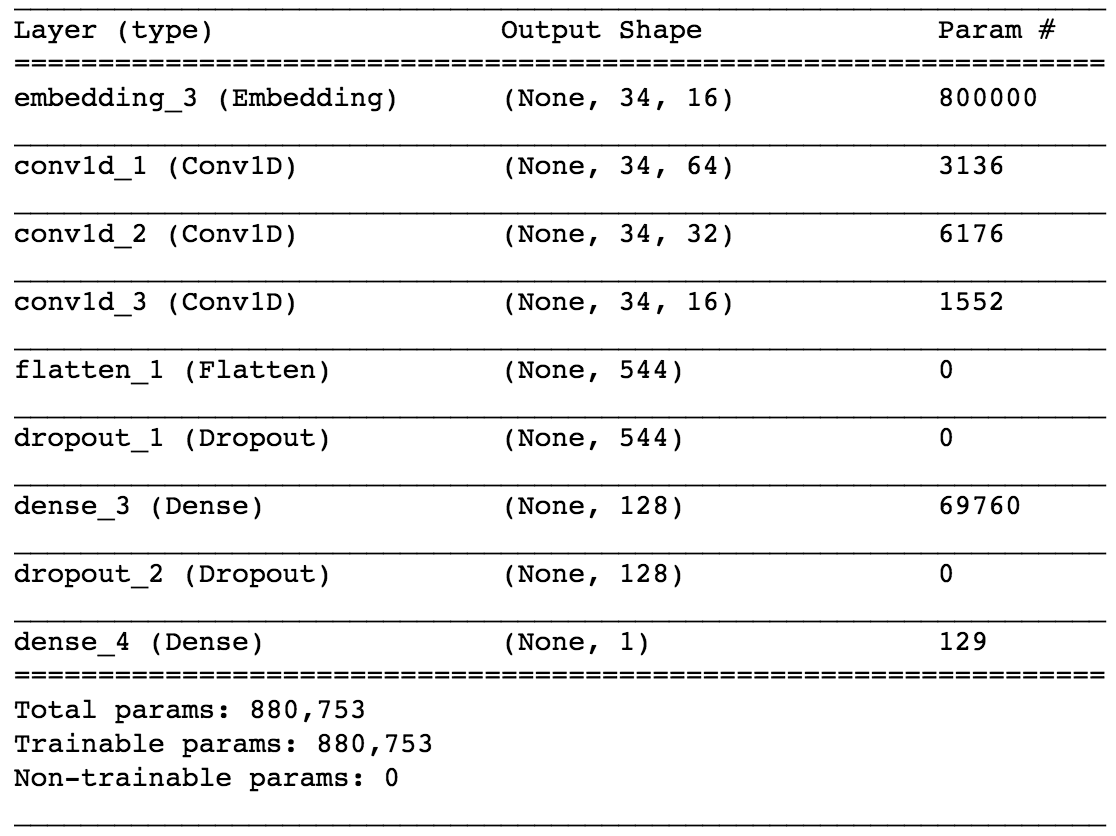 Layer (type) Output Shape Param #
embedding_3 (Embedding) (None, 34, 16) 800000
conv1d_1 (Conv1D) (None, 34, 64) 3136
conv1d_2 (Conv1D) (None, 34, 32) 6176
conv1d_3 (Conv1D) (None, 34, 16) 1552
flatten_1 (Flatten) (None, 544) 0
dropout_1 (Dropout) (None, 544) 0
dense_3 (Dense) (None, 128) 69760
dropout_2 (Dropout) (None, 128) 0
dense_4 (Dense) (None, 1) 129
Total params: 880,753
Trainable params: 880,753
Non-trainable params: 0